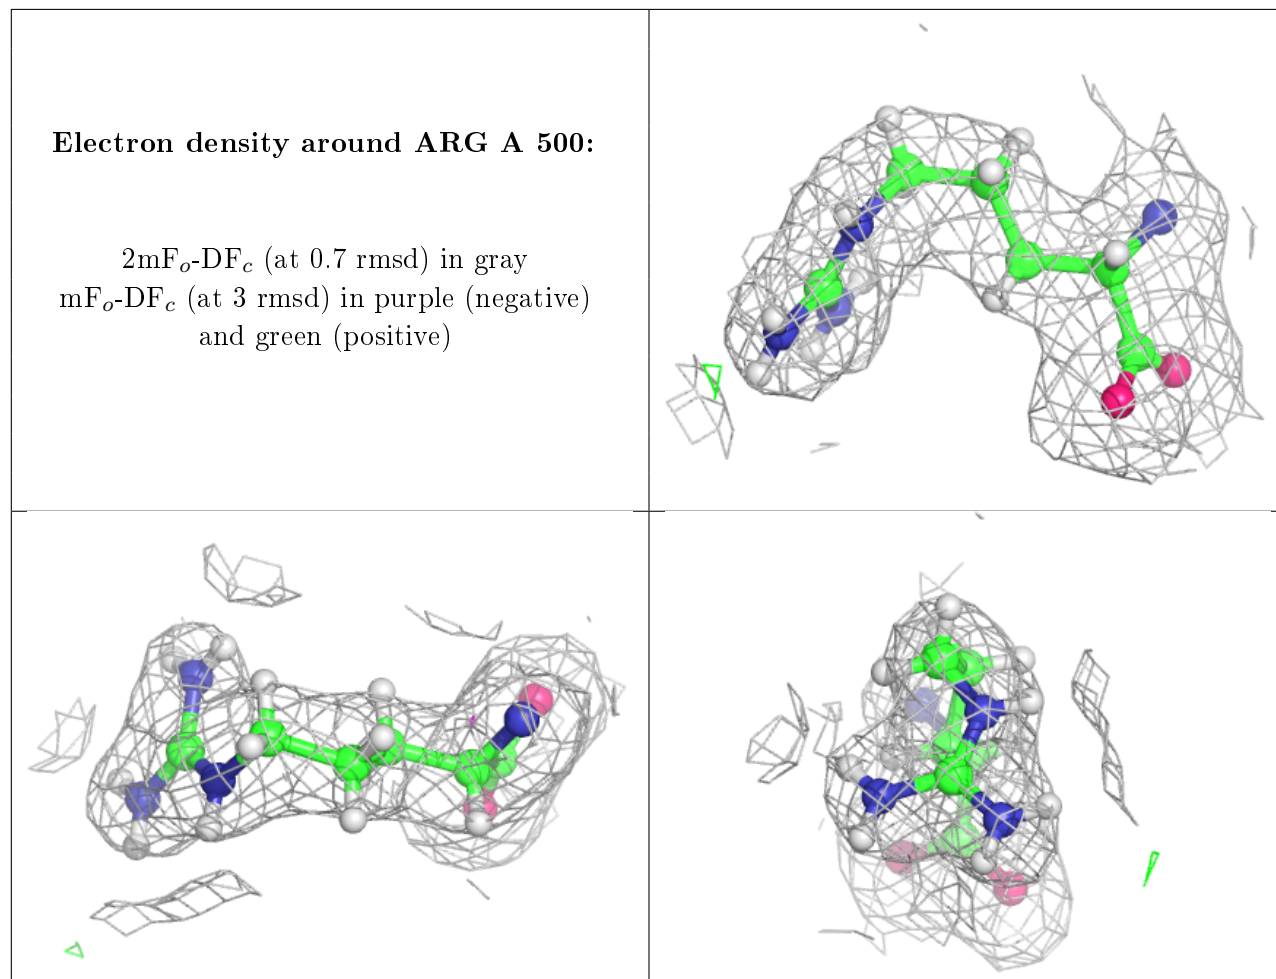 Electron density around ARG A 500:
2mFo-DFc (at 0.7 rmsd) in gray
mFo-DFc (at 3 rmsd) in purple (negative)
and green (positive)